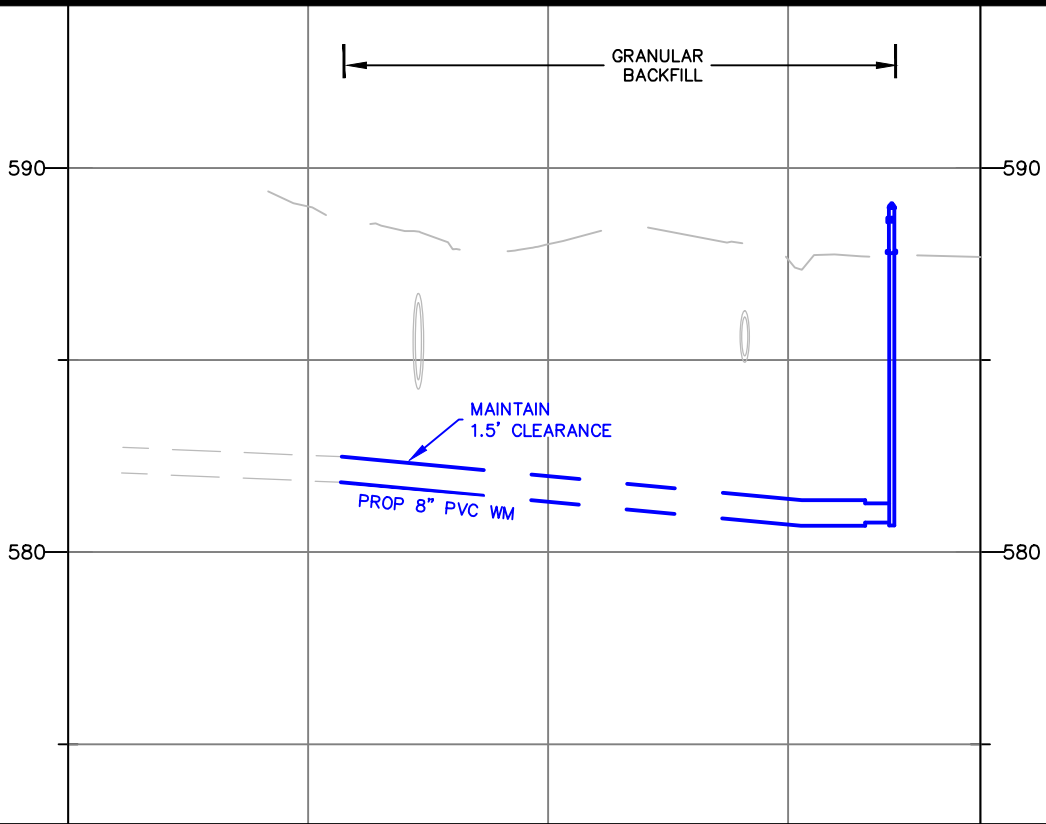 GRANULAR
BACKFILL
590
590
MAINTAIN
1.5' CLEARANCE
PROP 8" PVC WM
580
580